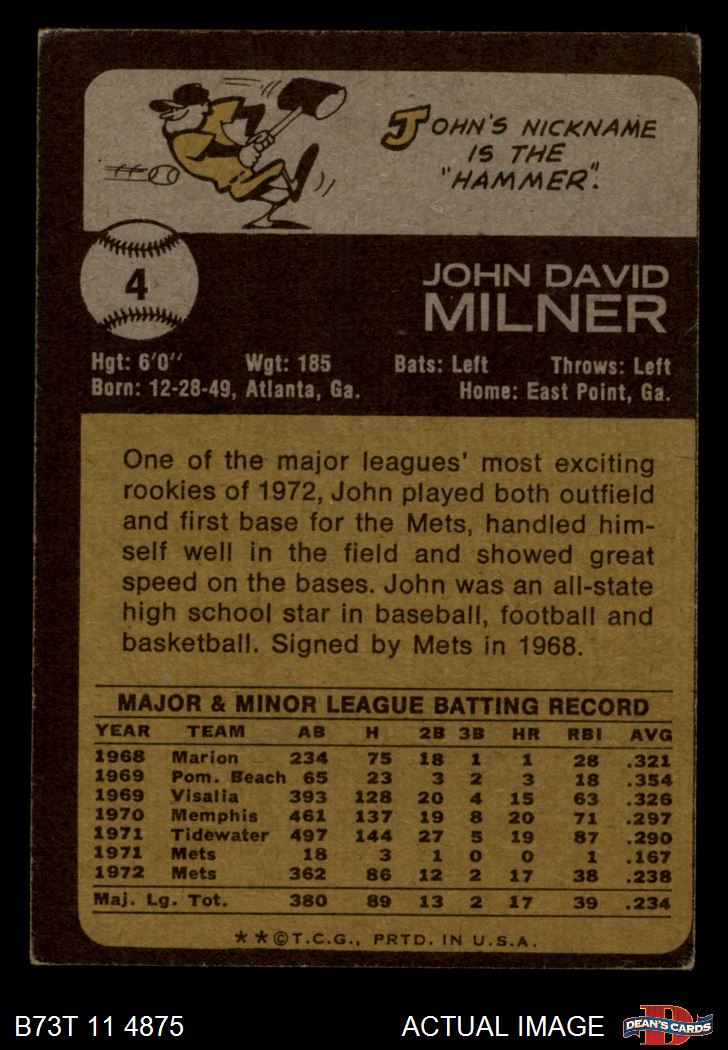 JOHN'S NICKNAME
IS THE
"HAMMER".
4
JOHN DAVID
MILNER
Hgt: 6'0" Wgt: 185 Bats: Left Throws: Left
Born: 12-28-49, Atlanta, Ga. Home: East Point, Ga.
One of the major leagues' most exciting
rookies of 1972, John played both outfield
and first base for the Mets, handled him-
self well in the field and showed great
speed on the bases. John was an all-state
high school star in baseball, football and
basketball. Signed by Mets in 1968.
MAJOR & MINOR LEAGUE BATTING RECORD
YEAR TEAM AB H 2B 3B HR RBI AVG
1968 Marion 234 75 18 1 1 28 .321
1969 Pom. Beach 65 23 3 2 3 18 .354
1969 Visalia 393 128 20 4 15 63 .326
1970 Memphis 461 137 19 8 20 71 .297
1971 Tidewater 497 144 27 5 19 87 .290
1971 Mets 18 3 1 0 0 1 .167
1972 Mets 362 86 12 2 17 38 .238
Maj. Lg. Tot. 380 89 13 2 17 39 .234
**©T.C.G., PRTD. IN U.S.A.
B73T 11 4875 ACTUAL IMAGE
D
DEAN'S CARDS